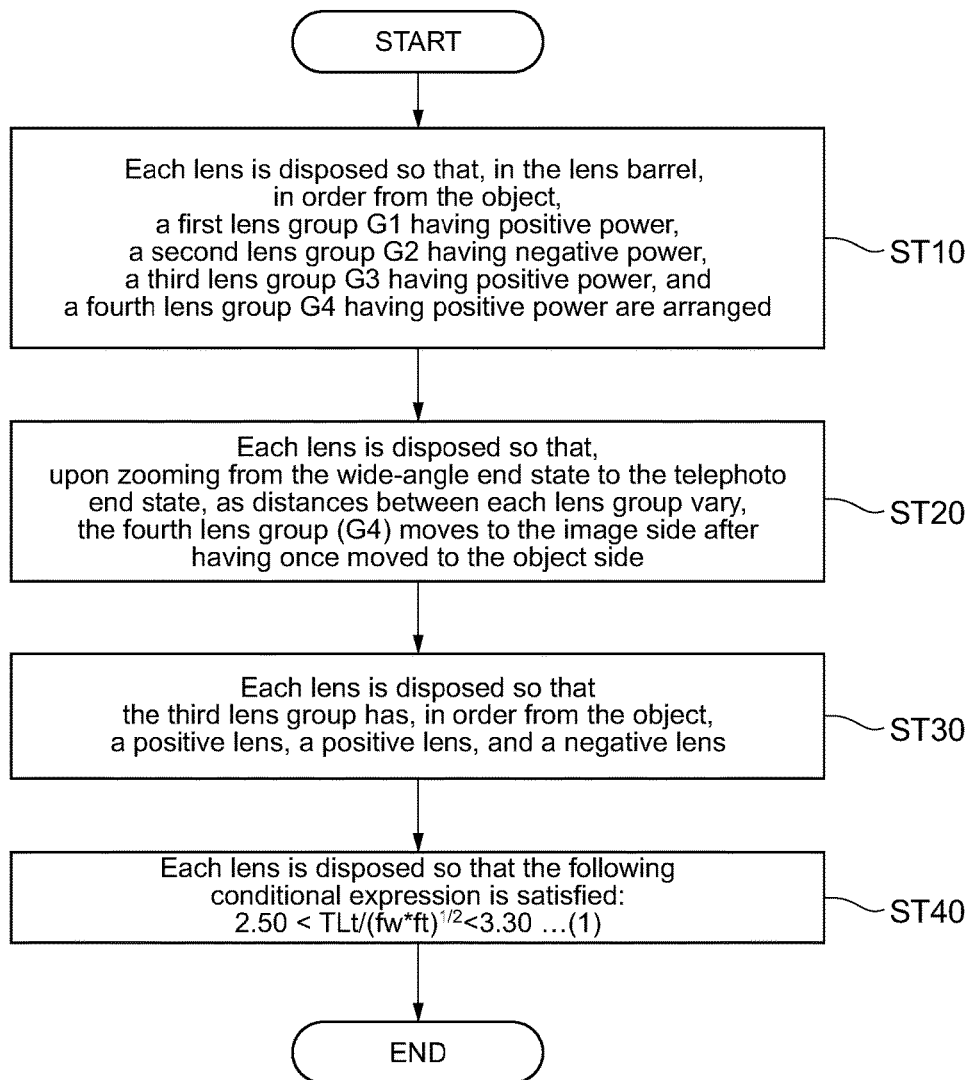 START
Each lens is disposed so that, in the lens barrel,
in order from the object,
a first lens group G1 having positive power,
a second lens group G2 having negative power,
a third lens group G3 having positive power, and
a fourth lens group G4 having positive power are arranged
ST10
Each lens is disposed so that,
upon zooming from the wide-angle end state to the telephoto
end state, as distances between each lens group vary,
the fourth lens group (G4) moves to the image side after
having once moved to the object side
ST20
Each lens is disposed so that
the third lens group has, in order from the object,
a positive lens, a positive lens, and a negative lens
ST30
Each lens is disposed so that the following
conditional expression is satisfied:
2.50 < TLt/(fw*ft)^1/2<3.30 ...(1)
ST40
END